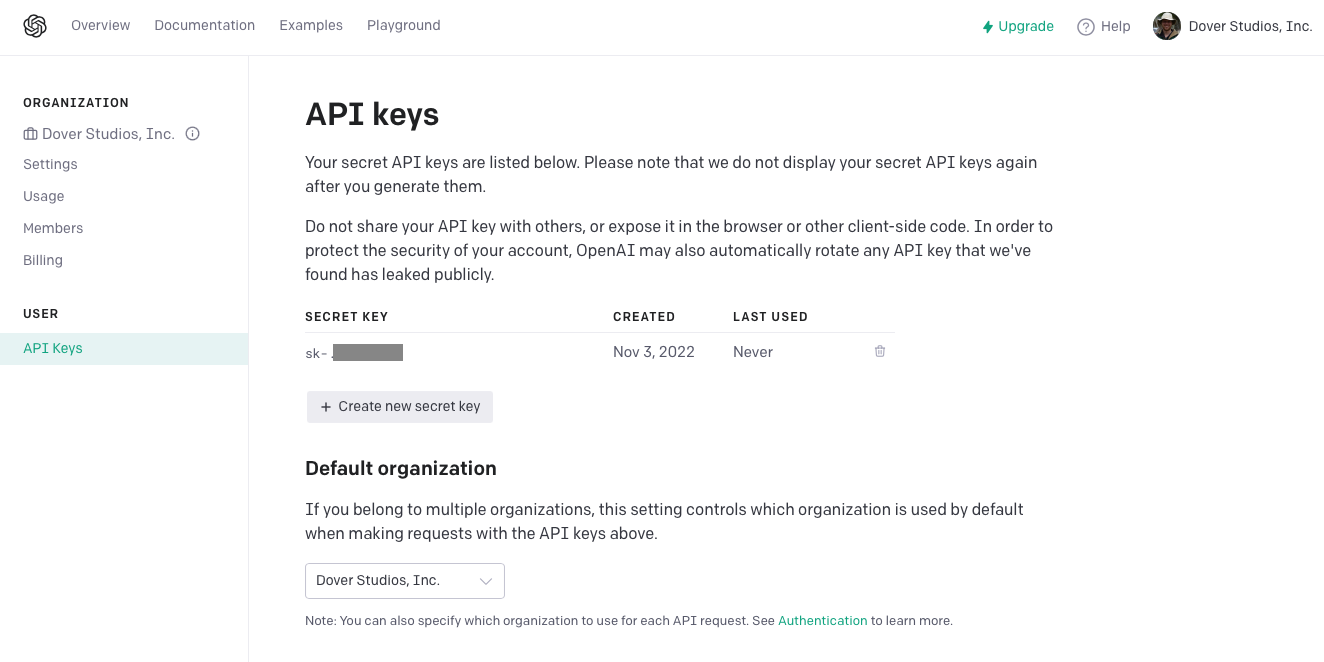 Overview Documentation Examples Playground Upgrade Help Dover Studios, Inc.
ORGANIZATION
Dover Studios, Inc.
Settings
Usage
Members
Billing
USER
API Keys
API keys
Your secret API keys are listed below. Please note that we do not display your secret API keys again
after you generate them.
Do not share your API key with others, or expose it in the browser or other client-side code. In order to
protect the security of your account, OpenAI may also automatically rotate any API key that we've
found has leaked publicly.
SECRET KEY CREATED LAST USED
sk-. Nov 3, 2022 Never
+ Create new secret key
Default organization
If you belong to multiple organizations, this setting controls which organization is used by default
when making requests with the API keys above.
Dover Studios, Inc.
Note: You can also specify which organization to use for each API request. See Authentication to learn more.